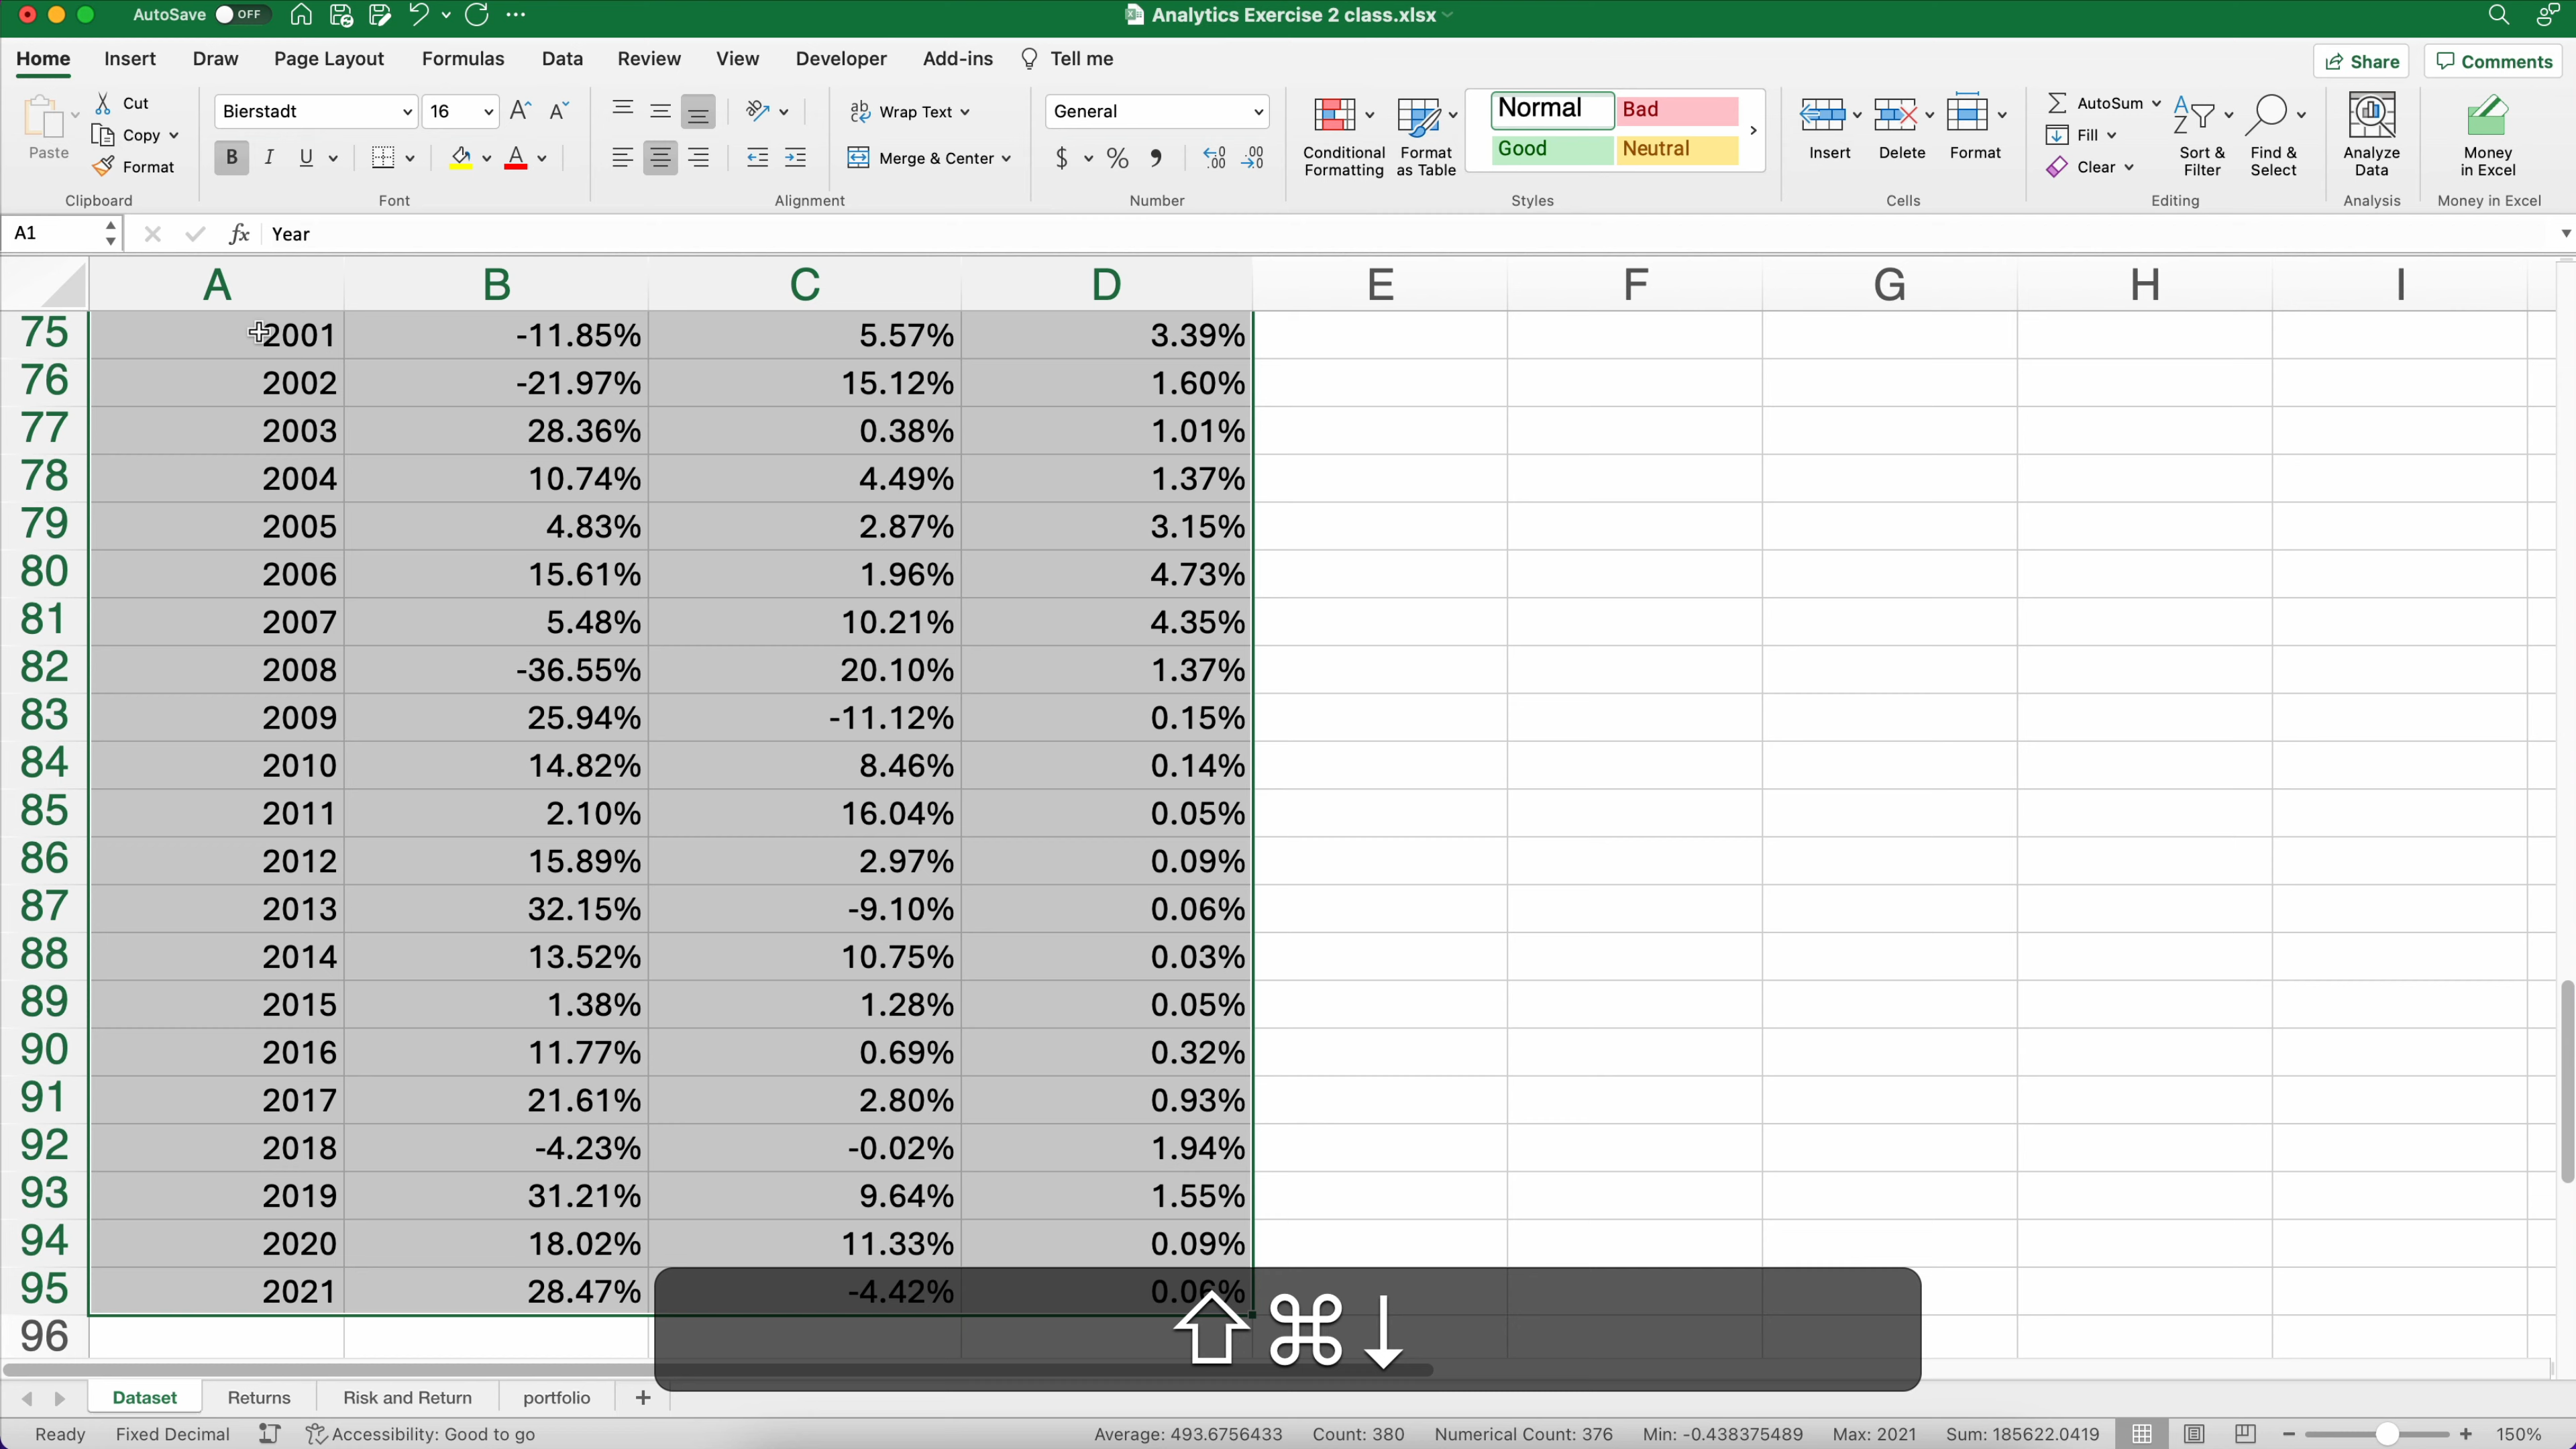 AutoSave OFF Analytics Exercise 2 class.xlsx
Home Insert Draw Page Layout Formulas Data Review View Developer Add-ins Tell me Share Comments
Paste Cut Copy Format Clipboard
Bierstadt 16 A^ A˅ B I U A Font
Wrap Text Merge & Center Alignment
General $ % , .00 .00 Number
Conditional Formatting Format as Table Normal Bad Good Neutral Styles
Insert Delete Format Cells
AutoSum Fill Clear Sort & Filter Find & Select Editing
Analyze Data Analysis
Money in Excel Money in Excel
A1 fx Year
A B C D E F G H I
75 2001 -11.85% 5.57% 3.39%
76 2002 -21.97% 15.12% 1.60%
77 2003 28.36% 0.38% 1.01%
78 2004 10.74% 4.49% 1.37%
79 2005 4.83% 2.87% 3.15%
80 2006 15.61% 1.96% 4.73%
81 2007 5.48% 10.21% 4.35%
82 2008 -36.55% 20.10% 1.37%
83 2009 25.94% -11.12% 0.15%
84 2010 14.82% 8.46% 0.14%
85 2011 2.10% 16.04% 0.05%
86 2012 15.89% 2.97% 0.09%
87 2013 32.15% -9.10% 0.06%
88 2014 13.52% 10.75% 0.03%
89 2015 1.38% 1.28% 0.05%
90 2016 11.77% 0.69% 0.32%
91 2017 21.61% 2.80% 0.93%
92 2018 -4.23% -0.02% 1.94%
93 2019 31.21% 9.64% 1.55%
94 2020 18.02% 11.33% 0.09%
95 2021 28.47% -4.42% 0.06%
96
⇧⌘↓
Dataset Returns Risk and Return portfolio +
Ready Fixed Decimal Accessibility: Good to go Average: 493.6756433 Count: 380 Numerical Count: 376 Min: -0.438375489 Max: 2021 Sum: 185622.0419 150%